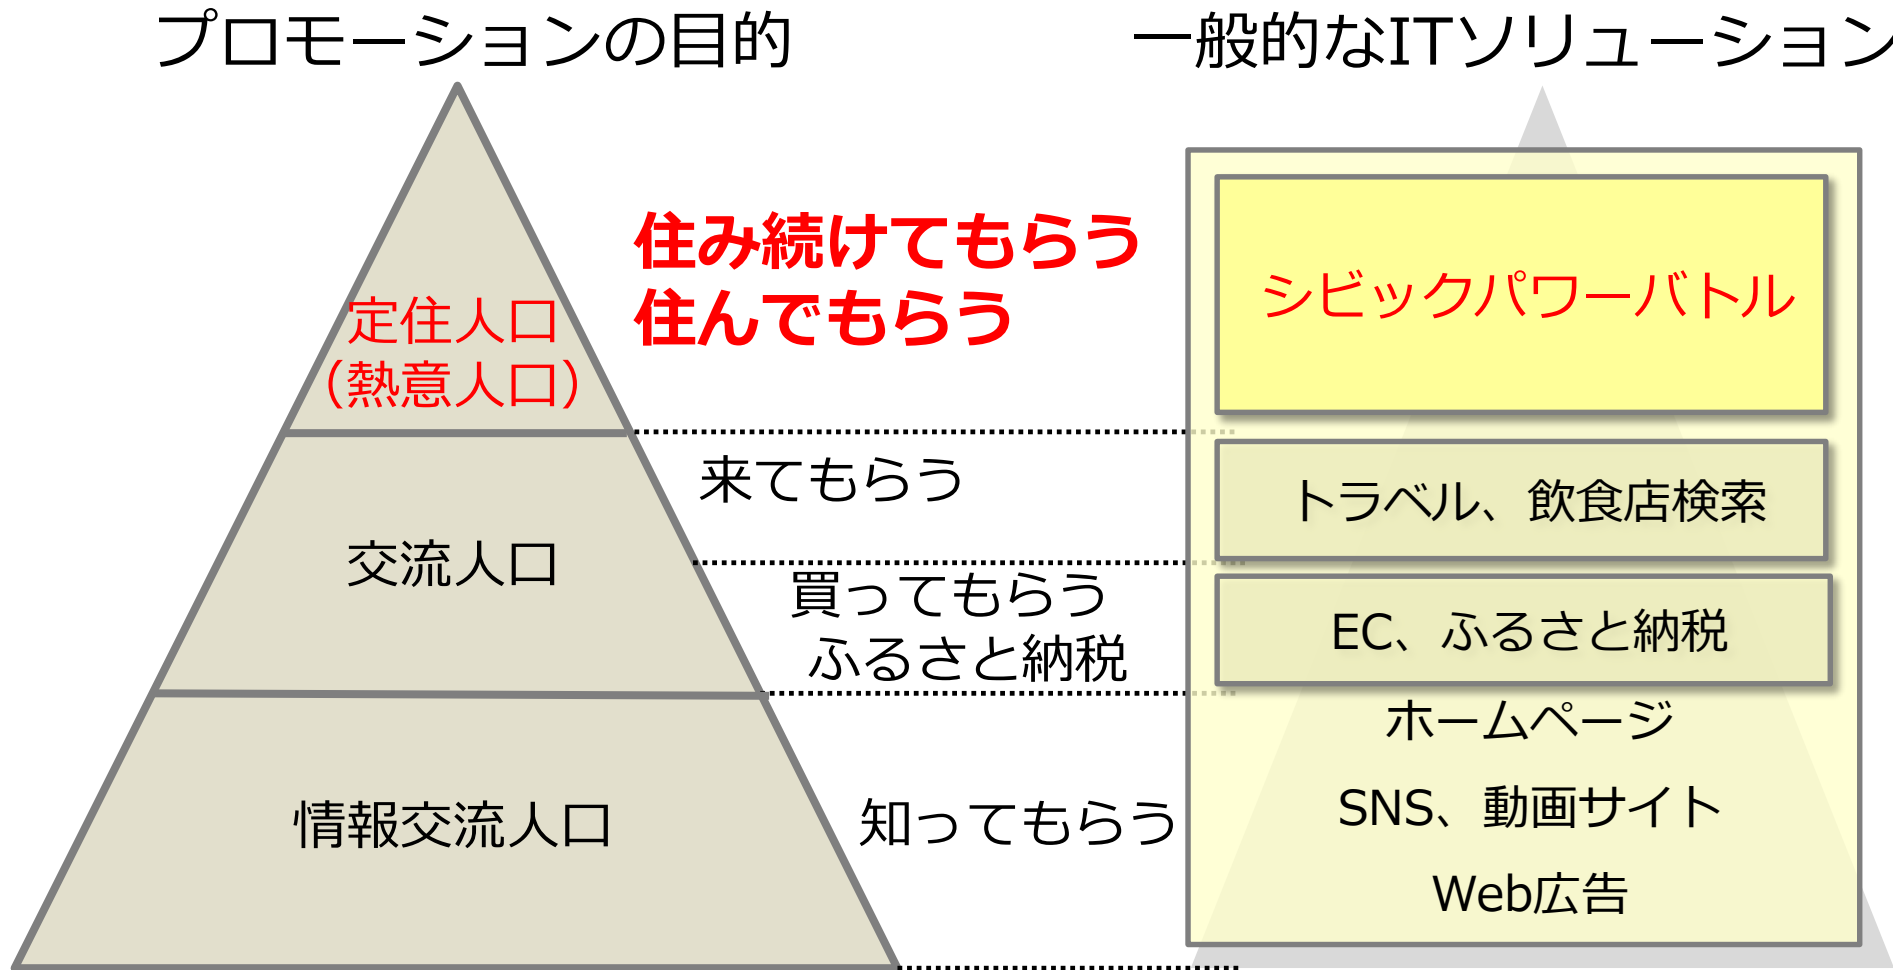 プロモーションの目的
一般的なITソリューション
住み続けてもらう
住んでもらう
定住人口
（熱意人口）
シビックパワーバトル
来てもらう
トラベル、飲食店検索
交流人口
買ってもらう
ふるさと納税
EC、ふるさと納税
情報交流人口
知ってもらう
ホームページ
SNS、動画サイト
Web広告